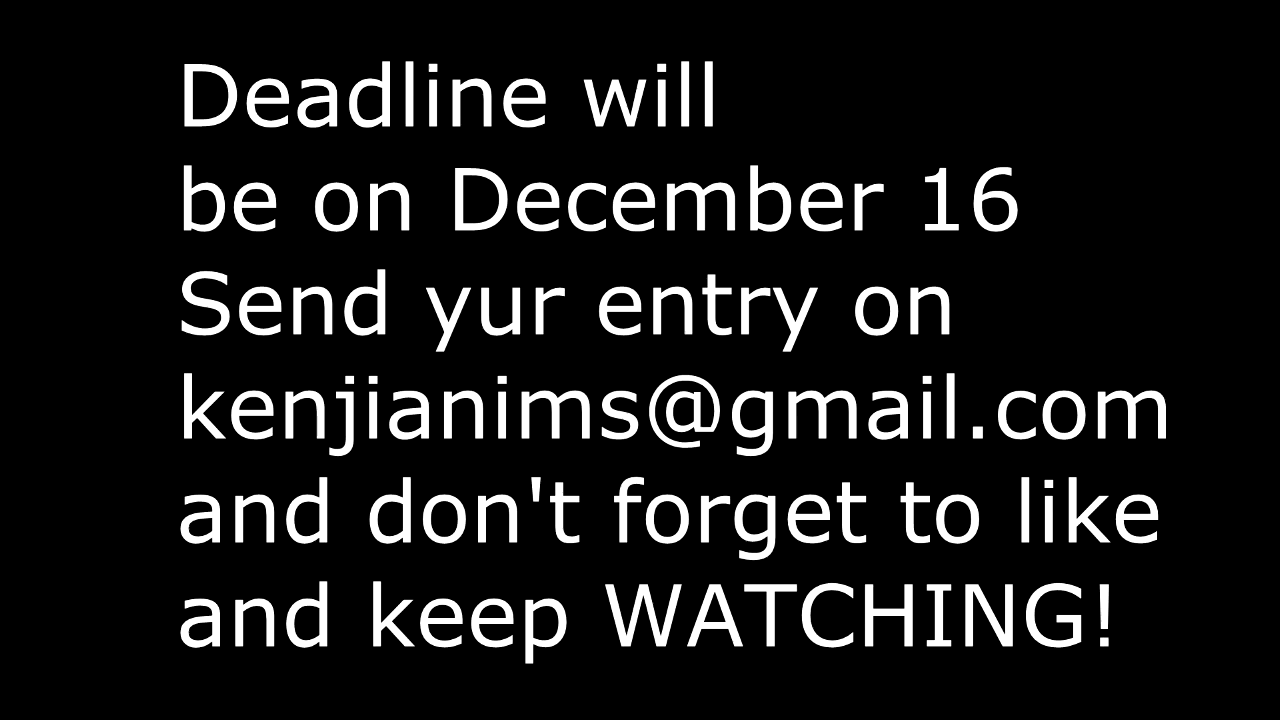 Deadline will
be on December 16
Send yur entry on
kenjianims@gmail.com
and don't forget to like
and keep WATCHING!